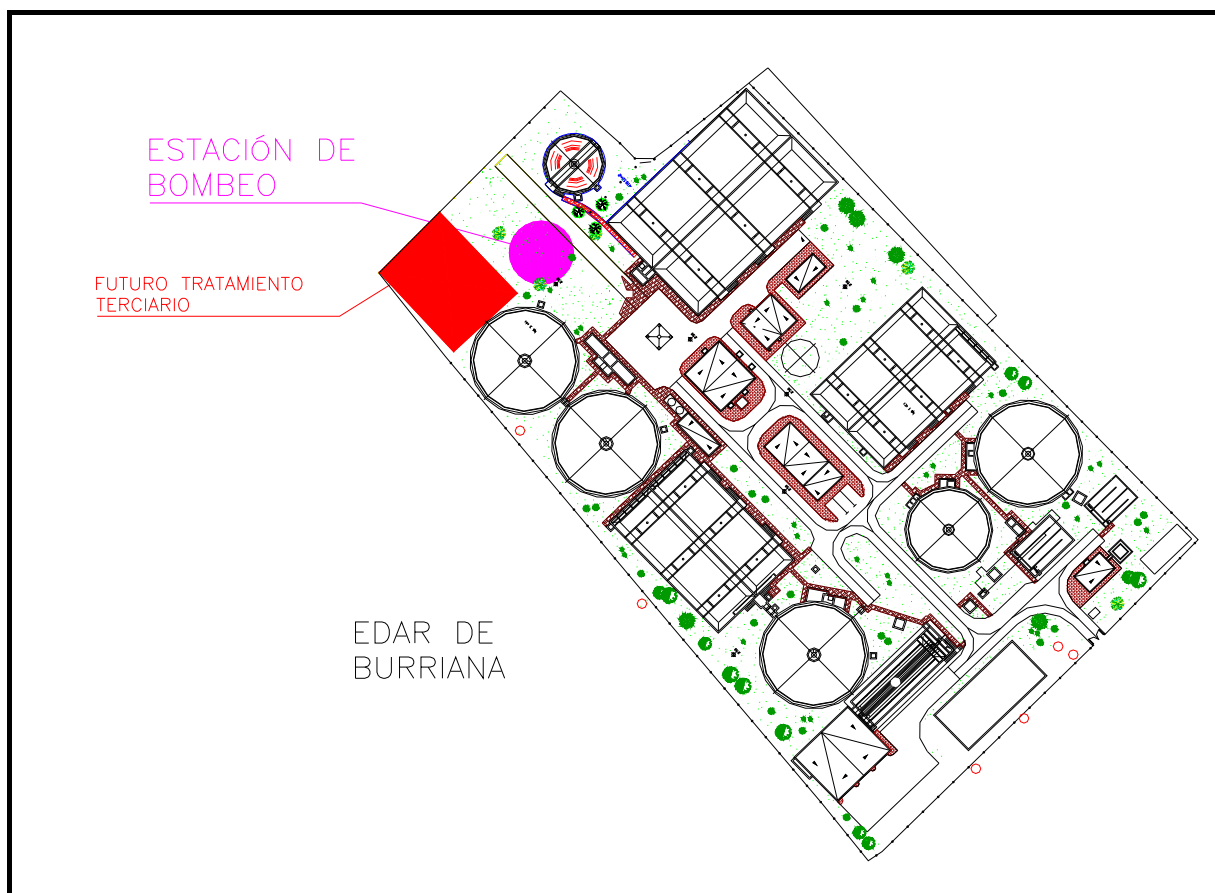 ESTACIÓN DE
BOMBEO
FUTURO TRATAMIENTO
TERCIARIO
EDAR DE
BURRIANA